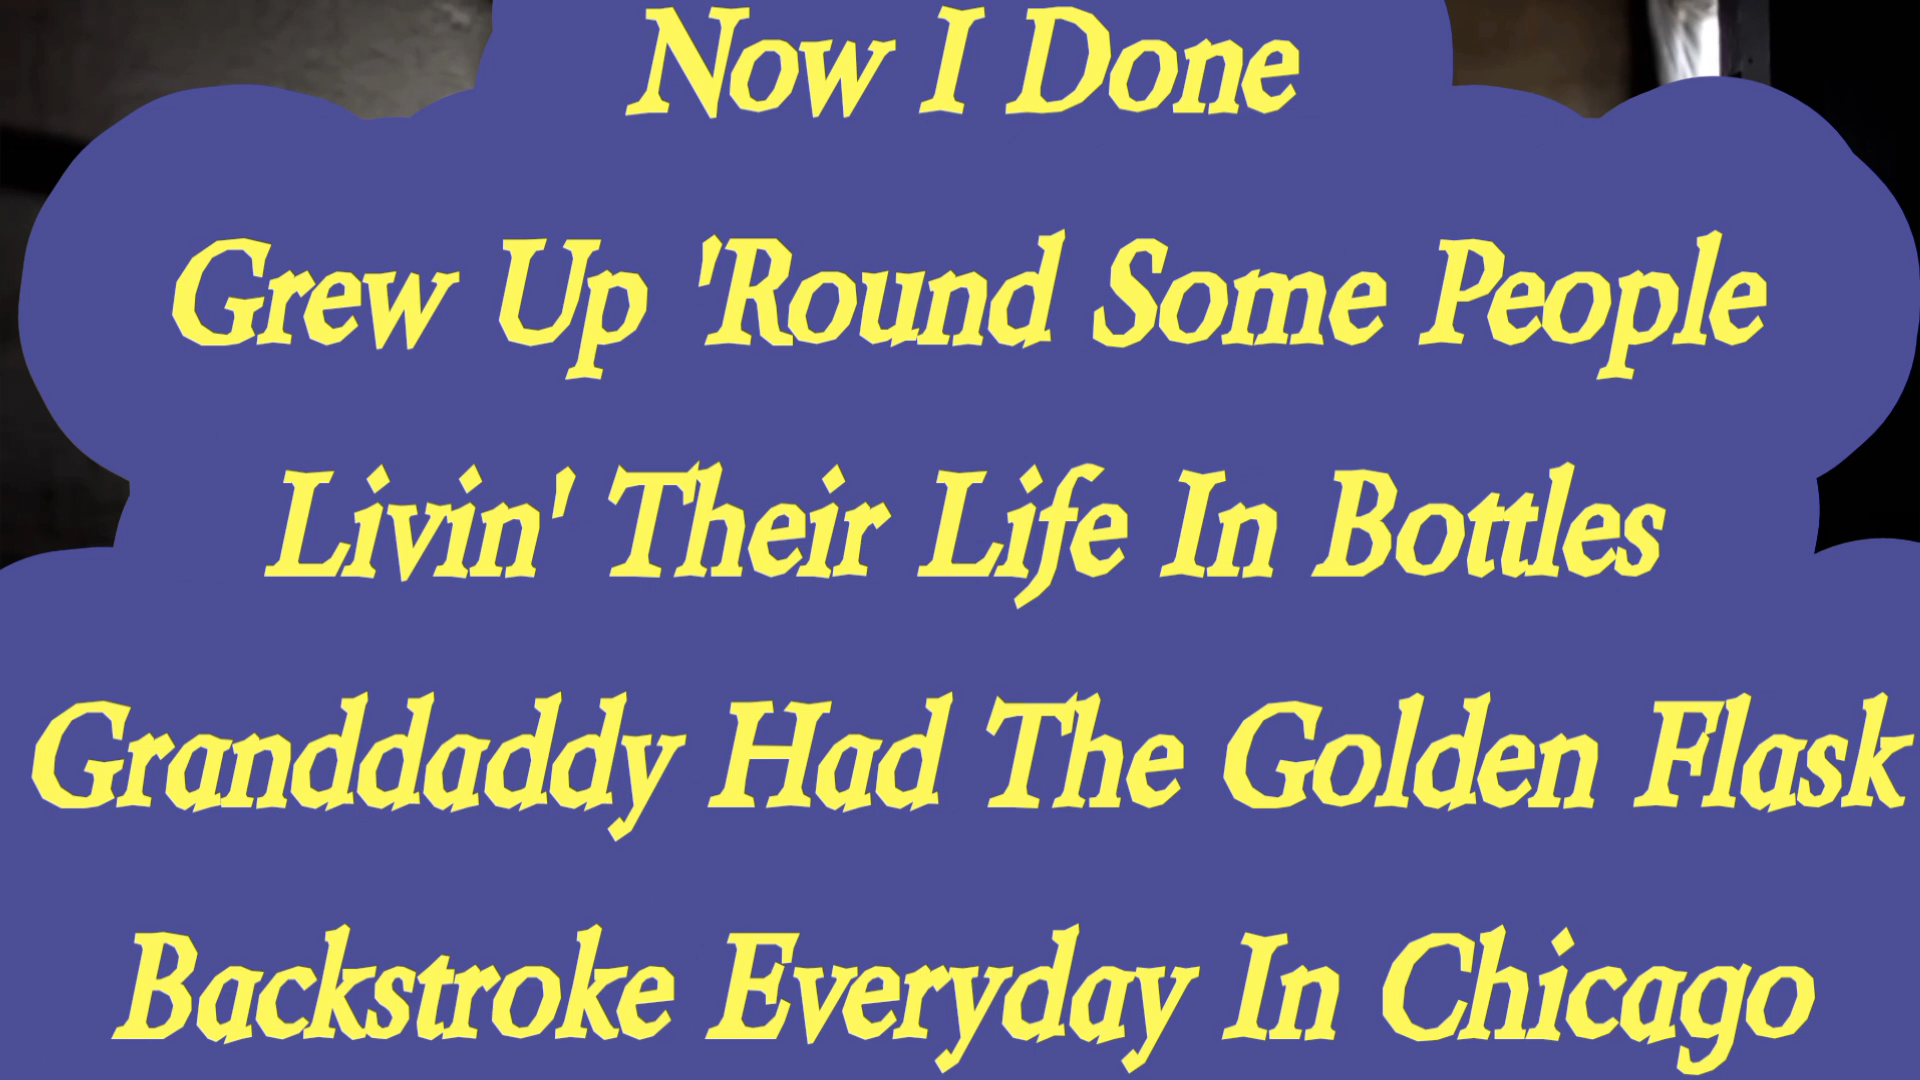 Now I Done
Grew Up 'Round Some People
Livin' Their Life In Bottles
Granddaddy Had The Golden Flask
Backstroke Everyday In Chicago